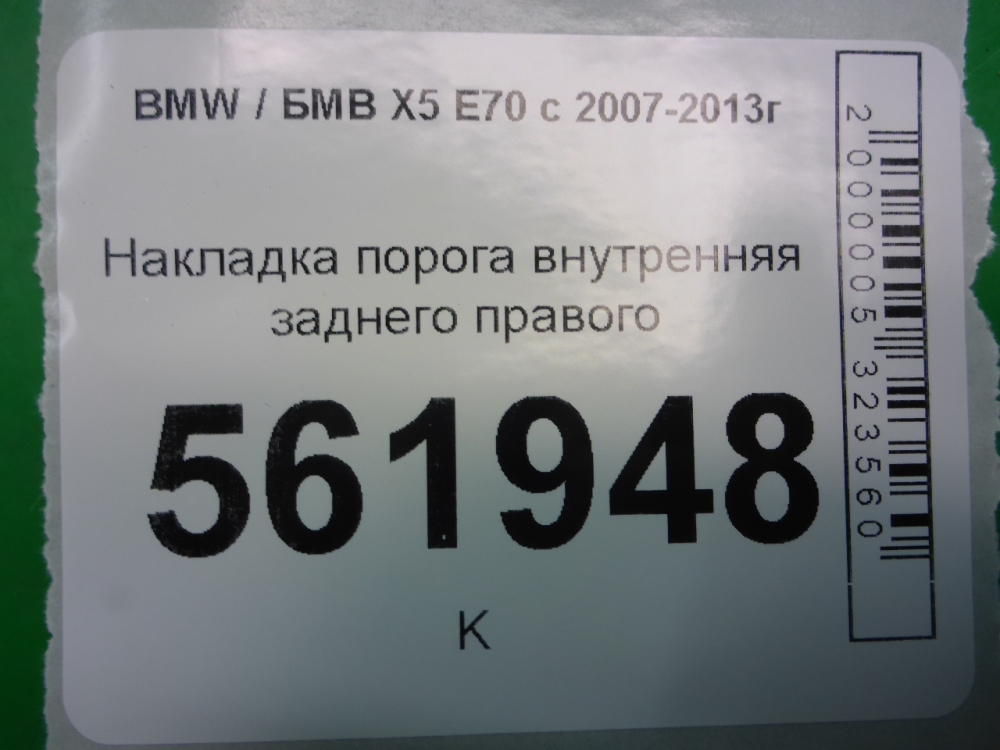 BMW / БМВ X5 E70 с 2007-2013г
Накладка порога внутренняя
заднего правого
561948
К
2000005323560